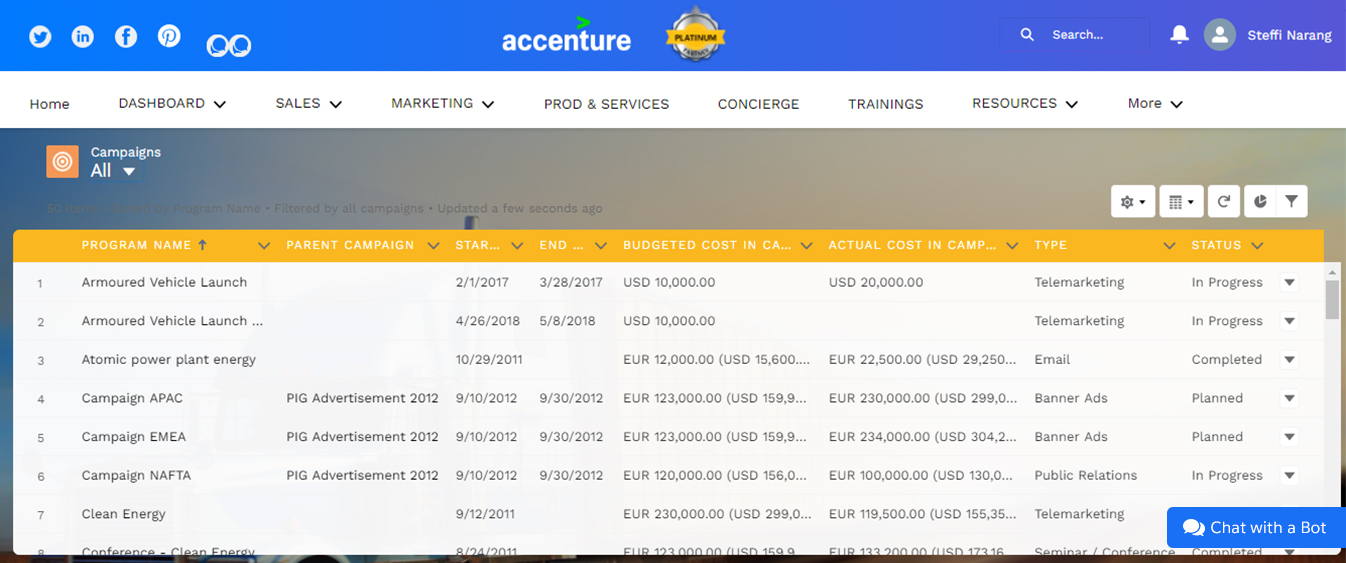 accenture
PLATINUM
PARTNER
Search...
Steffi Narang
Home DASHBOARD SALES MARKETING PROD & SERVICES CONCIERGE TRAININGS RESOURCES More
Campaigns
All
50 items • Sorted by Program Name • Filtered by all campaigns • Updated a few seconds ago
PROGRAM NAME PARENT CAMPAIGN STAR... END ... BUDGETED COST IN CA... ACTUAL COST IN CAMP... TYPE STATUS
1 Armoured Vehicle Launch 2/1/2017 3/28/2017 USD 10,000.00 USD 20,000.00 Telemarketing In Progress
2 Armoured Vehicle Launch ... 4/26/2018 5/8/2018 USD 10,000.00 Telemarketing In Progress
3 Atomic power plant energy 10/29/2011 EUR 12,000.00 (USD 15,600.... EUR 22,500.00 (USD 29,250... Email Completed
4 Campaign APAC PIG Advertisement 2012 9/10/2012 9/30/2012 EUR 123,000.00 (USD 159,9... EUR 230,000.00 (USD 299,0... Banner Ads Planned
5 Campaign EMEA PIG Advertisement 2012 9/10/2012 9/30/2012 EUR 123,000.00 (USD 159,9... EUR 234,000.00 (USD 304,2... Banner Ads Planned
6 Campaign NAFTA PIG Advertisement 2012 9/10/2012 9/30/2012 EUR 120,000.00 (USD 156,0... EUR 100,000.00 (USD 130,0... Public Relations In Progress
7 Clean Energy 9/12/2011 EUR 230,000.00 (USD 299,0... EUR 119,500.00 (USD 155,35... Telemarketing
8 Conference - Clean Energy 8/24/2011 EUR 123,000.00 (USD 159,9... EUR 133,200.00 (USD 173,16... Seminar / Conference Completed
Chat with a Bot